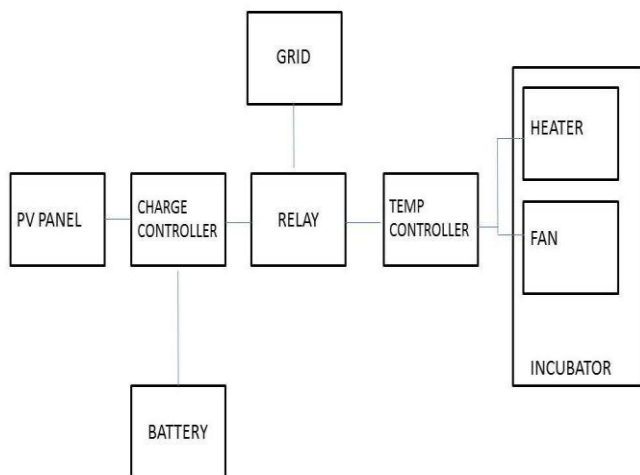 GRID
HEATER
PV PANEL
CHARGE
CONTROLLER
RELAY
TEMP
CONTROLLER
FAN
INCUBATOR
BATTERY